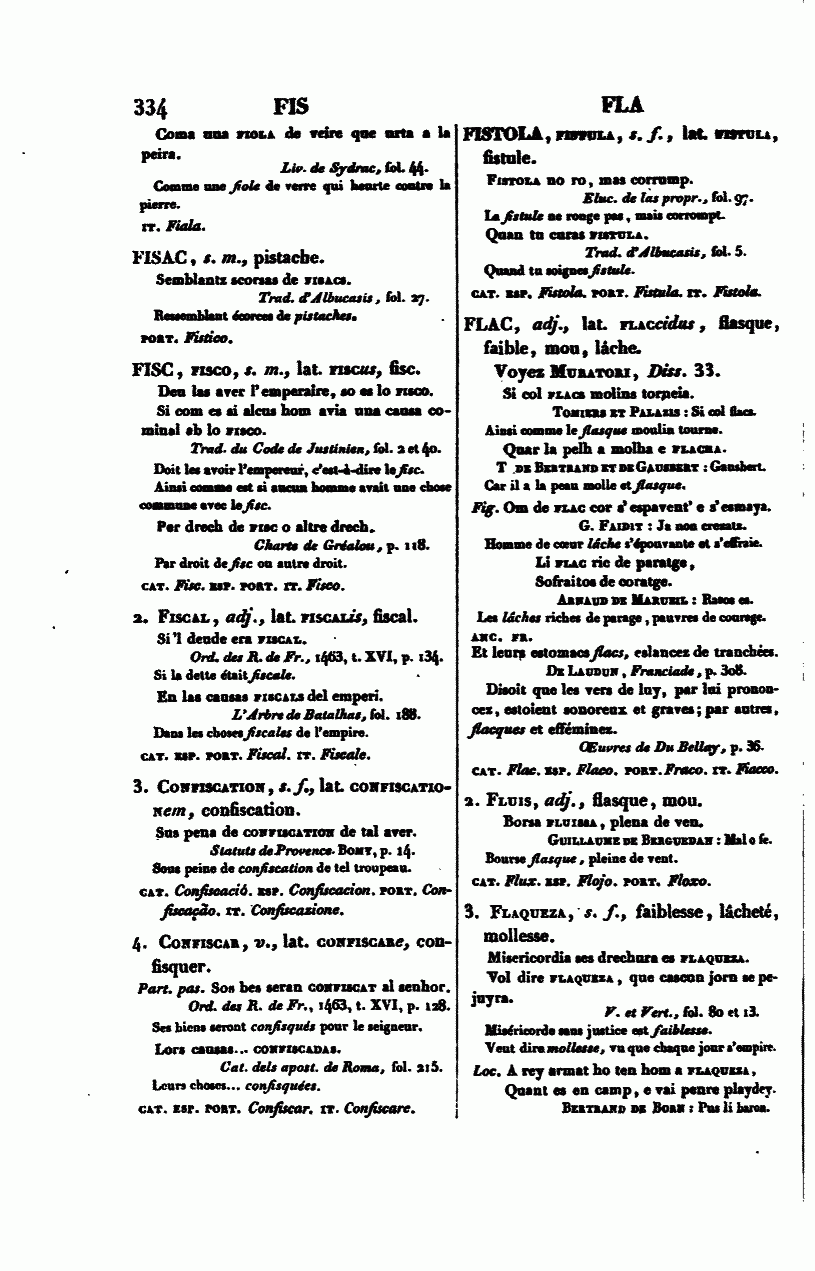 334 FIS FLA
Coma una FIOLA de veire que urta a la
peira.
Liv. de Sydrac, fol. 44.
Comme une fiole de verre qui heurte contre la
pierre.
IT. Fiala.
FISAC, s. m., pistache.
Semblantz scorsas de FISACS.
Trad. d'Albucasis, fol. 27.
Ressemblant écorces de pistaches.
PORT. Fistico.
FISC, FISCO, s. m., lat. FISCUS, fisc.
Deu las aver l'emperaire, so es lo FISCO.
Si com es si alcus hom avia una causa co-
minal ab lo FISCO.
Trad. du Code de Justinien, fol. 2 et 40.
Doit les avoir l'empereur, c'est-à-dire le fisc.
Ainsi comme est si aucun homme avait une chose
commune avec le fisc.
Per drech de FISC o altre drech.
Charte de Gréalou, p. 118.
Par droit de fisc ou autre droit.
CAT. Fisc. ESP. PORT. IT. Fisco.
2. FISCAL, adj., lat. FISCALis, fiscal.
Si 'l deude era FISCAL.
Ord. des R. de Fr., 1463, t. XVI, p. 134.
Si la dette était fiscale.
En las causas FISCALS del emperi.
L'Arbre de Batalhas, fol. 188.
Dans les choses fiscales de l'empire.
CAT. ESP. PORT. Fiscal. IT. Fiscale.
3. CONFISCATION, s. f., lat. CONFISCATIO-
Nem, confiscation.
Sus pena de CONFISCATION de tal aver.
Statuts de Provence. BOMY, p. 14.
Sous peine de confiscation de tel troupeau.
CAT. Confiscació. ESP. Confiscacion. PORT. Con-
fiscação. IT. Confiscazione.
4. CONFISCAR, v., lat. CONFISCARe, con-
fisquer.
Part. pas. Sos bes seran CONFISCAT al senhor.
Ord. des R. de Fr., 1463, t. XVI, p. 128.
Ses biens seront confisqués pour le seigneur.
Lors causas... CONFISCADAS.
Cat. dels apost. de Roma, fol. 215.
Leurs choses... confisquées.
CAT. ESP. PORT. Confiscar. IT. Confiscare.
FISTOLA, FISTULA, s. f., lat. FISTULA,
fistule.
FISTOLA no ro, mas corrump.
Eluc. de las propr., fol. 97.
La fistule ne ronge pas, mais corrompt.
Quan tu curas FISTULA.
Trad. d'Albucasis, fol. 5.
Quand tu soignes fistule.
CAT. ESP. Fistola. PORT. Fistula. IT. Fistola.
FLAC, adj., lat. FLACcidus, flasque,
faible, mou, lâche.
Voyez MURATORI, Diss. 33.
Si col FLACS molins torneia.
TOMIERS ET PALAZIS : Si col flacs.
Ainsi comme le flasque moulin tourne.
Quar la pelh a molha e FLACHA.
T. DE BERTRAND ET DE GAUSBERT : Gausbert.
Car il a la peau molle et flasque.
Fig. Om de FLAC cor s' espavent' e s'esmaya.
G. FAIDIT : Ja non crezatz.
Homme de cœur lâche s'épouvante et s'effraie.
Li FLAC ric de paratge,
Sofraitos de coratge.
ARNAUD DE MARUEIL : Rasos es.
Les lâches riches de parage, pauvres de courage.
ANC. FR.
Et leurs estomacs flacs, eslancez de tranchées.
DE LAUDUN, Franciade, p. 308.
Disoit que les vers de luy, par lui pronon-
cez, estoient sonoreux et graves; par autres,
flacques et efféminez.
Œuvres de Du Bellay, p. 36.
CAT. Flac. ESP. Flaco. PORT. Fraco. IT. Fiacco.
2. FLUIS, adj., flasque, mou.
Borsa FLUISSA, plena de ven.
GUILLAUME DE BERGUEDAN : Mal o fe.
Bourse flasque, pleine de vent.
CAT. Flux. ESP. Flojo. PORT. Floxo.
3. FLAQUEZA, s. f., faiblesse, lâcheté,
mollesse.
Misericordia ses drechura es FLAQUEZA.
Vol dire FLAQUEZA, que cascun jorn se pe-
juyra.
V. et Vert., fol. 80 et 13.
Miséricorde sans justice est faiblesse.
Veut dire mollesse, vu que chaque jour s'empire.
Loc. A rey armat ho ten hom a FLAQUEZA,
Quant es en camp, e vai penre playdey.
BERTRAND DE BORN : Pus li baron.